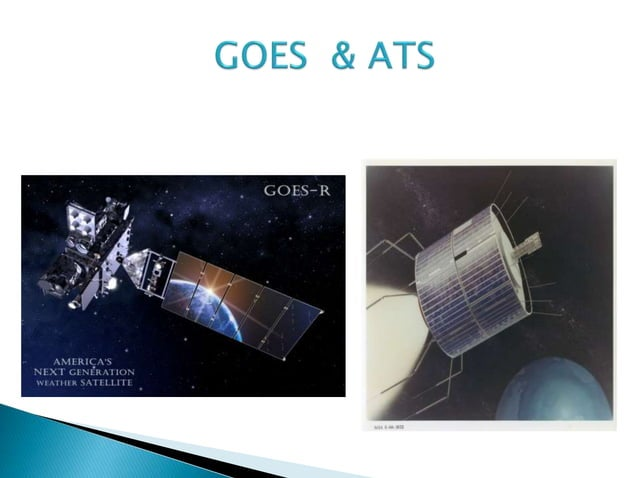 GOES & ATS
GOES-R
AMERICA'S
NEXT GENERATION
WEATHER SATELLITE